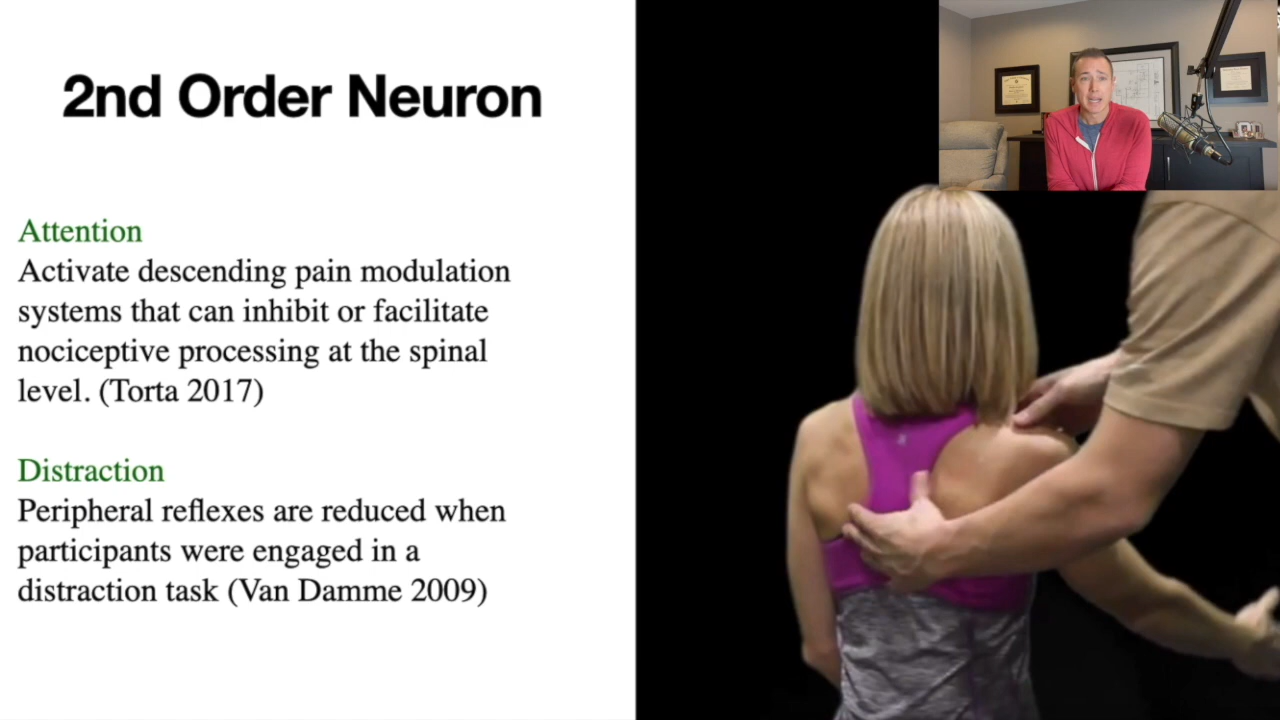 2nd Order Neuron
Attention
Activate descending pain modulation
systems that can inhibit or facilitate
nociceptive processing at the spinal
level. (Torta 2017)
Distraction
Peripheral reflexes are reduced when
participants were engaged in a
distraction task (Van Damme 2009)